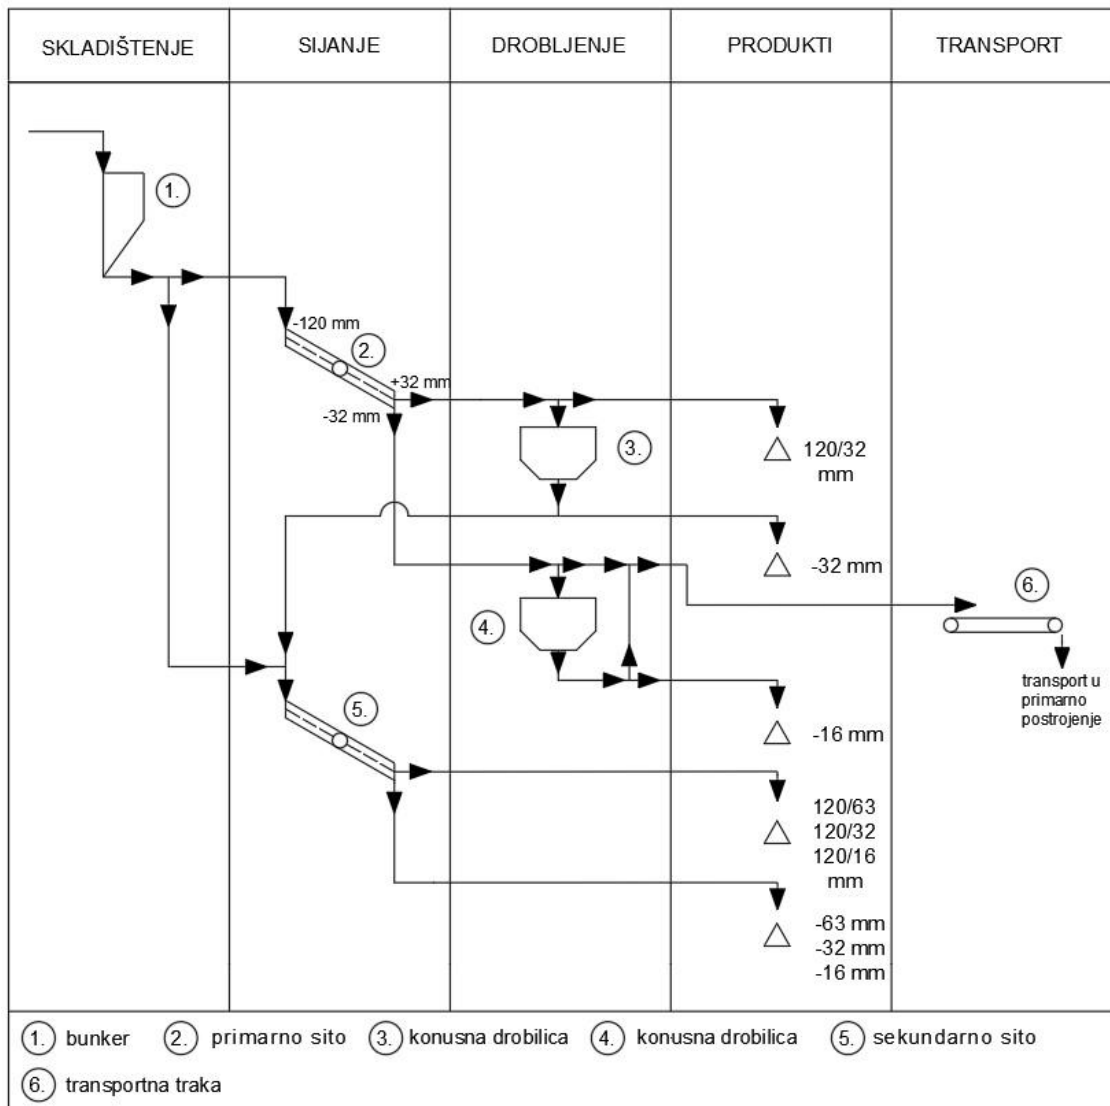 SKLADIŠTENJE SIJANJE DROBLJENJE PRODUKTI TRANSPORT
1.
-120 mm
2.
+32 mm
-32 mm
3.
120/32
mm
-32 mm
6.
4.
transport u
primarno
postrojenje
5.
-16 mm
120/63
120/32
120/16
mm
-63 mm
-32 mm
-16 mm
1. bunker 2. primarno sito 3. konusna drobilica 4. konusna drobilica 5. sekundarno sito
6. transportna traka